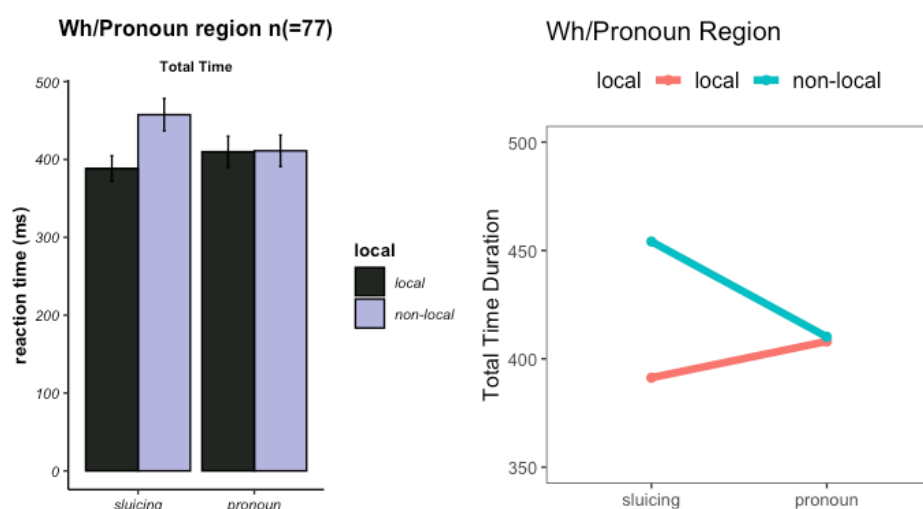 Wh/Pronoun region n(=77)
Total Time
reaction time (ms)
500
400
300
200
100
0
sluicing pronoun
local
local
non-local
Wh/Pronoun Region
local local non-local
Total Time Duration
500
450
400
350
sluicing pronoun